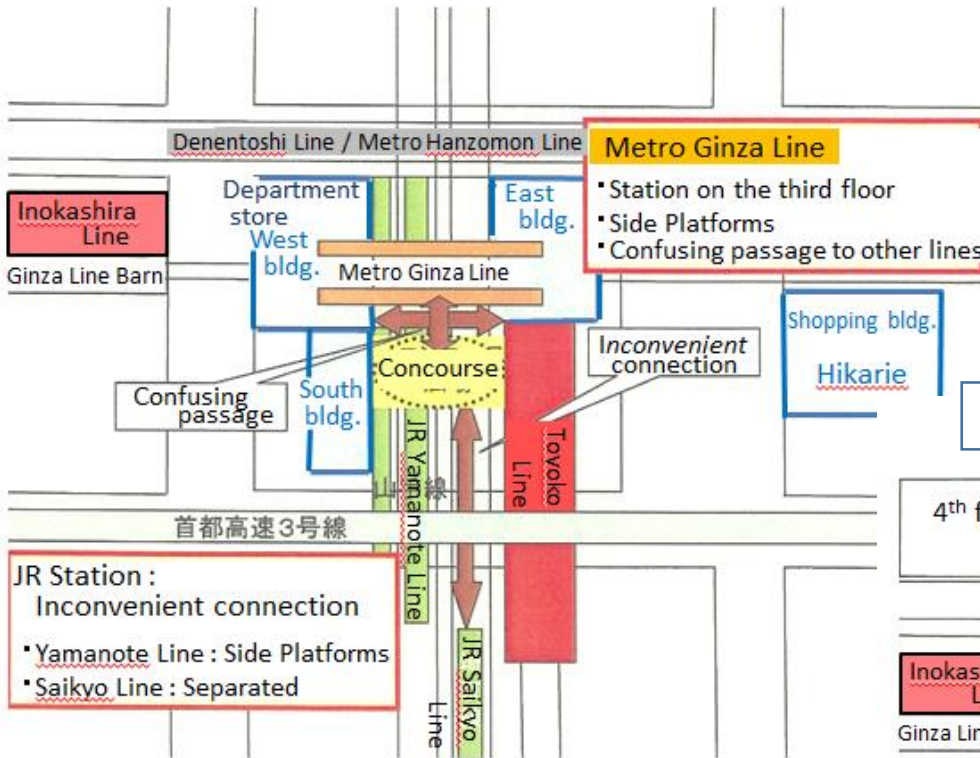 Denentoshi Line / Metro Hanzomon Line
Metro Ginza Line
▪Station on the third floor
▪Side Platforms
▪Confusing passage to other lines
Department
store
West
bldg.
East
bldg.
Inokashira
Line
Ginza Line Barn
Metro Ginza Line
Shopping bldg.
Hikarie
Inconvenient
connection
Concourse
Confusing
passage
South
bldg.
JR Yamanote Line
Toyoko
Line
山
線
首都高速3号線
4th f
JR Station :
Inconvenient connection
▪Yamanote Line : Side Platforms
▪Saikyo Line : Separated
JR Saikyo
Line
Inokas
L
Ginza Lin